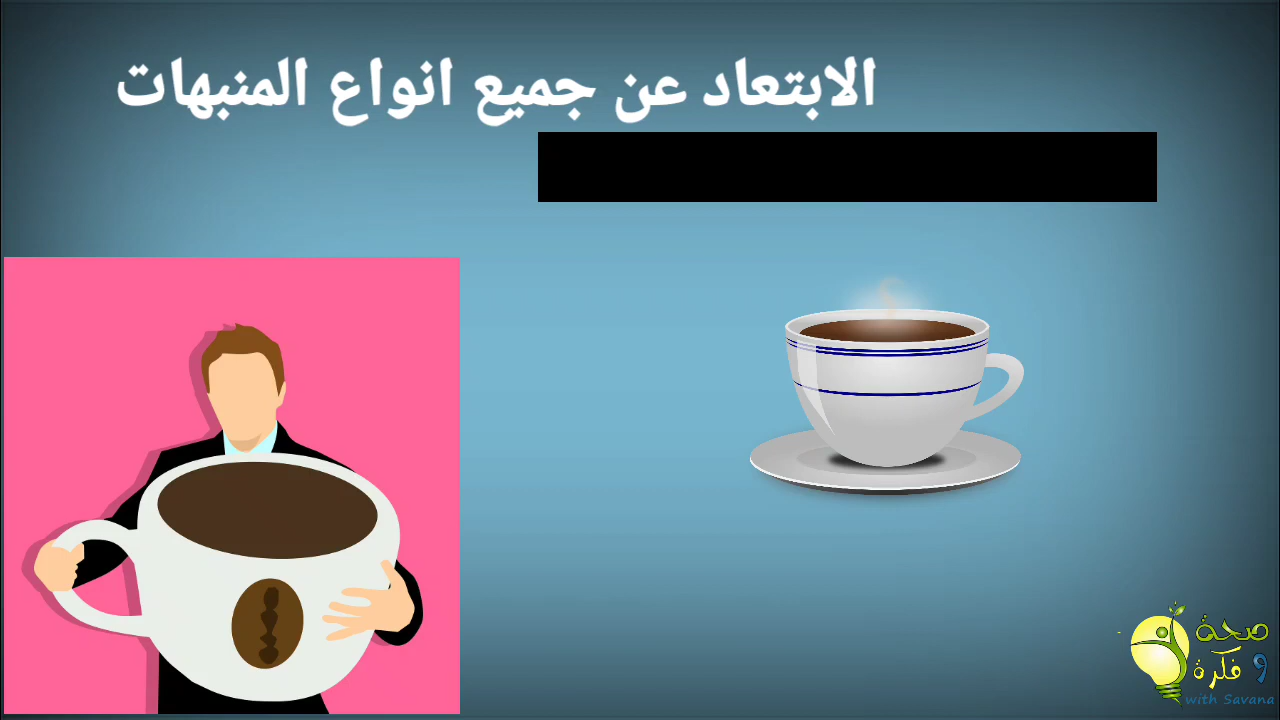 الابتعاد عن جميع انواع المنبهات
صحة
و فكرة
with Savana